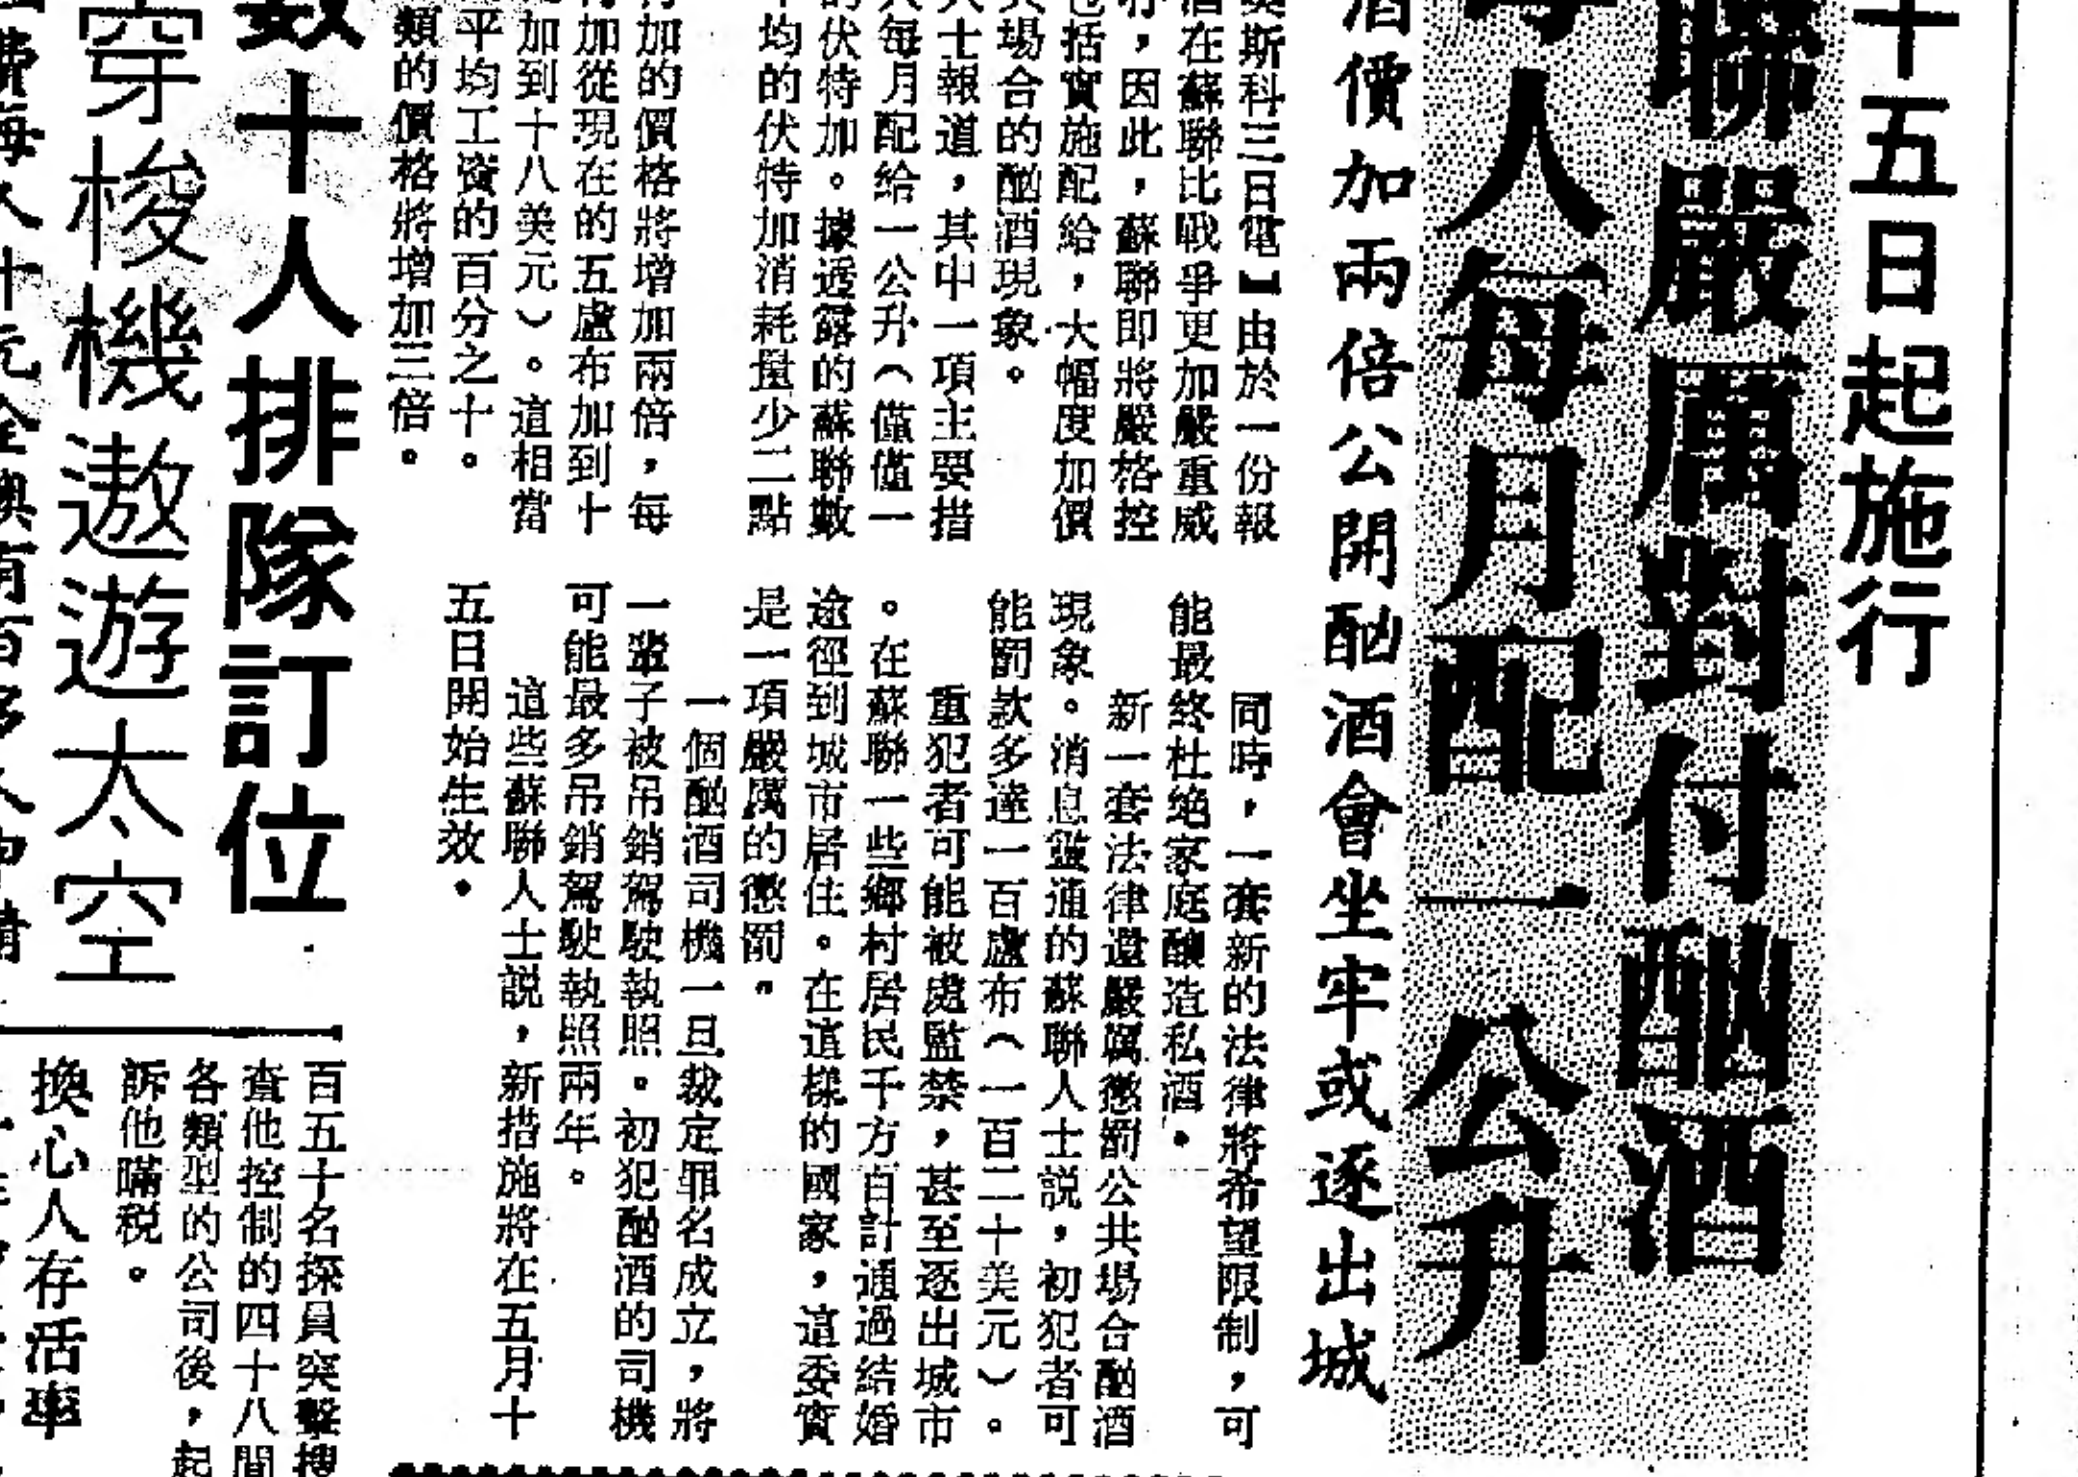 十五日起施行
聯嚴厲對付酗酒
每人每月配一公升
酒價加兩倍公開酗酒會坐牢或逐出城
莫斯科三日電】由於一份報
酒在蘇聯比戰爭更加嚴重威
行，因此，蘇聯即將嚴格控
包括實施配給，大幅度加價
共場合的酗酒現象。
人士報道，其中一項主要措
人每月配給一公升（僅值一
的伏特加。據透露的蘇聯數
平均的伏特加消耗量少二點
加的價格將增加兩倍，每
加從現在的五盧布加到十
加到十八美元）。這相當
平均工資的百分之十。
類的價格將增加三倍。
同時，一套新的法律將希望限制，可
能最終杜絕家庭釀造私酒。
新一套法律還嚴厲懲罰公共場合酗酒
現象。消息靈通的蘇聯人士説，初犯者可
能罰款多達一百盧布（一百二十美元）。
重犯者可能被處監禁，甚至逐出城市
。在蘇聯一些鄉村居民千方百計通過結婚
途徑到城市居住。在這樣的國家，這委實
是一項嚴厲的懲罰。
一個酗酒司機一旦裁定罪名成立，將
一輩子被吊銷駕駛執照。初犯酗酒的司機
可能最多吊銷駕駛執照兩年。
這些蘇聯人士説，新措施將在五月十
五日開始生效。
數十人排隊訂位
穿梭機遨遊太空
百五十名探員突擊搜
查他控制的四十八間
各類型的公司後，起
訴他瞞税。
換心人存活率